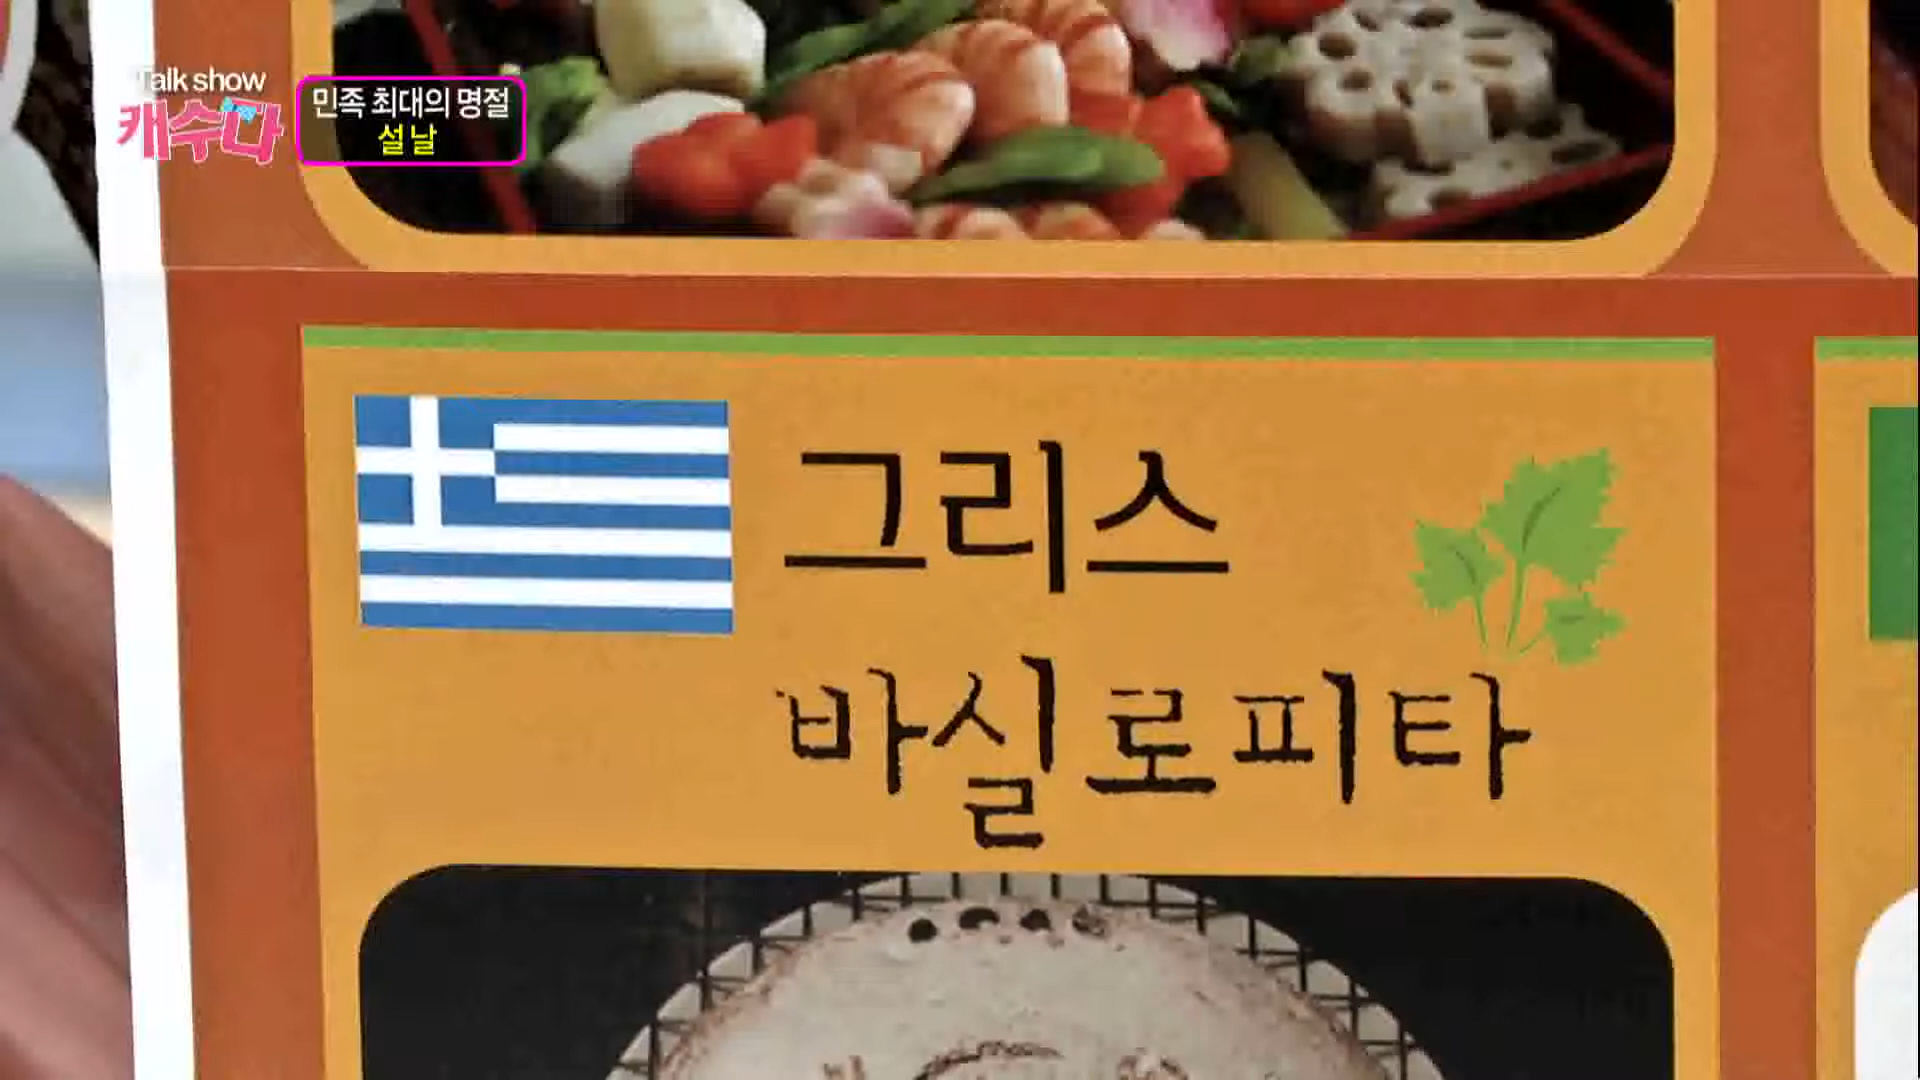 Talk show
캐수다
민족 최대의 명절
설날
그리스
바실로피타